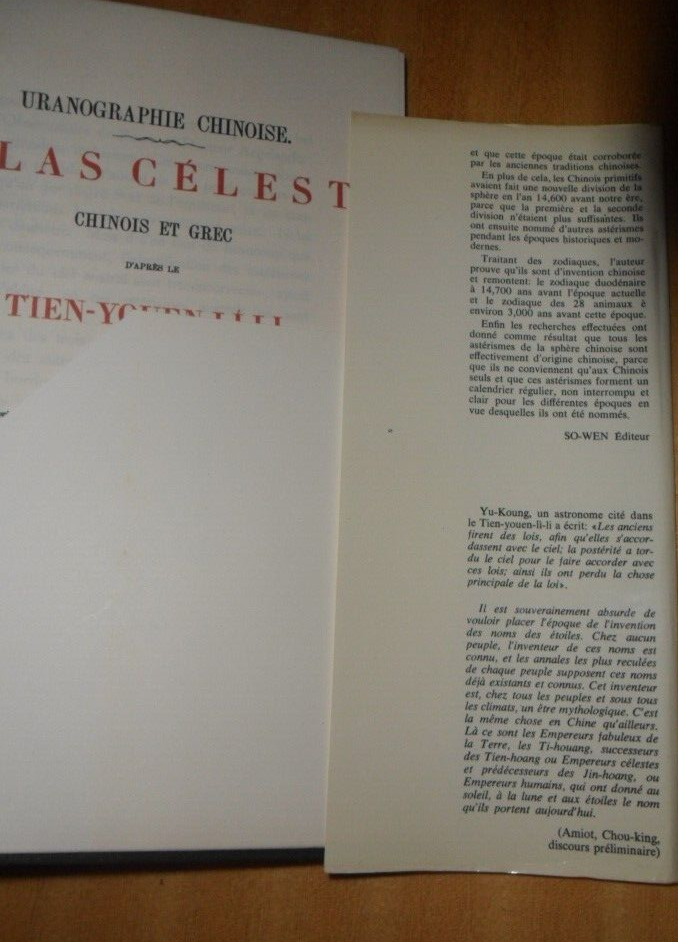 URANOGRAPHIE CHINOISE.
LAS CÉLEST
CHINOIS ET GREC
D'APRÈS LE
TIEN-YOUEN-LI-LI
et que cette époque était corroborée
par les anciennes traditions chinoises.
En plus de cela, les Chinois primitifs
avaient fait une nouvelle division de la
sphère en l'an 14,600 avant notre ère,
parce que la première et la seconde
division n'étaient plus suffisantes. Ils
ont ensuite nommé d'autres astérismes
pendant les époques historiques et mo-
dernes.
Traitant des zodiaques, l'auteur
prouve qu'ils sont d'invention chinoise
et remontent: le zodiaque duodénaire
à 14,700 ans avant l'époque actuelle
et le zodiaque des 28 animaux è
environ 3,000 ans avant cette époque.
Enfin les recherches effectuées ont
donné comme résultat que tous les
astérismes de la sphère chinoise sont
effectivement d'origine chinoise, parce
que ils ne conviennent qu'aux Chinois
seuls et que ces astérismes forment un
calendrier régulier, non interrompu et
clair pour les différentes époques en
vue desquelles ils ont été nommés.
SO-WEN Éditeur
Yu-Koung, un astronome cité dans
le Tien-youen-li-li a écrit: «Les anciens
firent des lois, afin qu'elles s'accor-
dassent avec le ciel; la postérité a tor-
du le ciel pour le faire accorder avec
ces lois; ainsi ils ont perdu la chose
principale de la loi».
Il est souverainement absurde de
vouloir placer l'époque de l'invention
des noms des étoiles. Chez aucun
peuple, l'inventeur de ces noms est
connu, et les annales les plus reculées
de chaque peuple supposent ces noms
déjà existants et connus. Cet inventeur
est, chez tous les peuples et sous tous
les climats, un être mythologique. C'est
la même chose en Chine qu'ailleurs.
Là ce sont les Empereurs fabuleux de
la Terre, les Ti-houang, successeurs
des Tien-hoang ou Empereurs célestes
et prédécesseurs des Jin-hoang, ou
Empereurs humains, qui ont donné au
soleil, à la lune et aux étoiles le nom
qu'ils portent aujourd'hui.
(Amiot, Chou-king,
discours préliminaire)